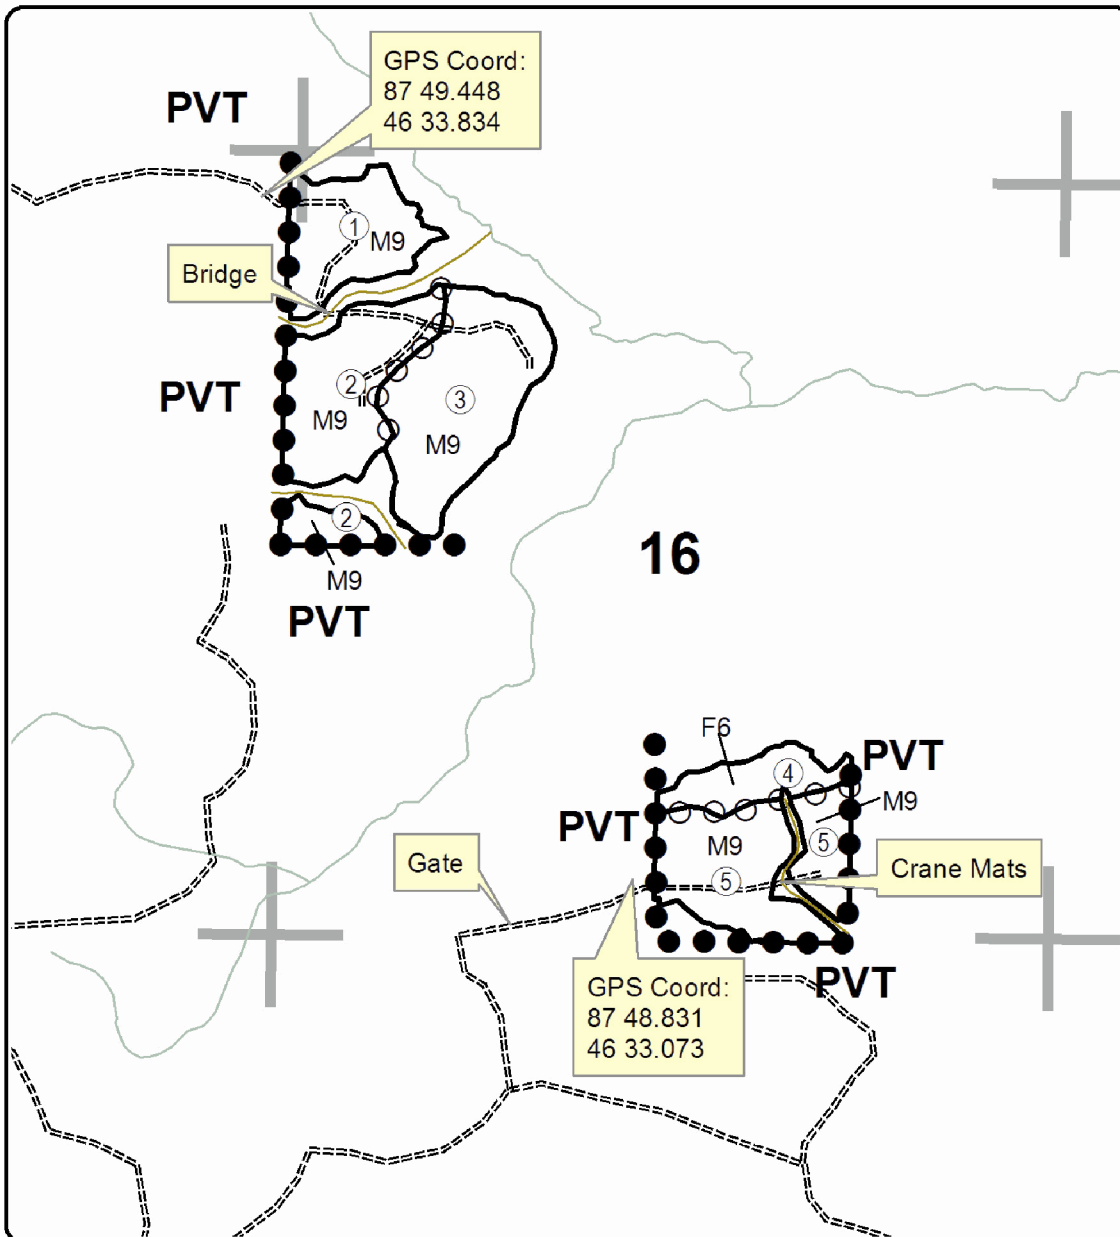 GPS Coord:
87 49.448
46 33.834
PVT
1
M9
Bridge
PVT
2
3
M9
M9
2
M9
PVT
16
F6
PVT
4
M9
PVT
M9
5
5
Gate
Crane Mats
PVT
GPS Coord:
87 48.831
46 33.073